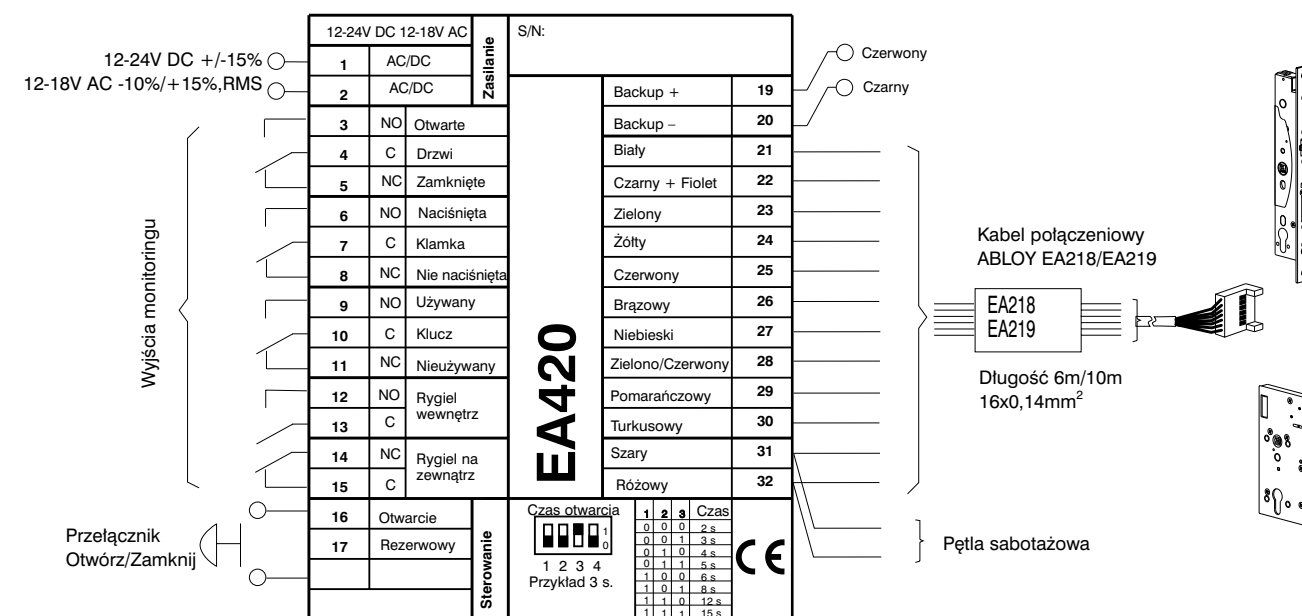 12-24V DC +/-15%
12-18V AC -10%/+15%,RMS
Wyjścia monitoringu
Przełącznik
Otwórz/Zamknij
12-24V DC 12-18V AC
Zasilanie
1 AC/DC
2 AC/DC
3 NO Otwarte
4 C Drzwi
5 NC Zamknięte
6 NO Naciśnięta
7 C Klamka
8 NC Nie naciśnięta
9 NO Używany
10 C Klucz
11 NC Nieużywany
12 NO Rygiel
wewnętrz
13 C
14 NC Rygiel na
zewnątrz
15 C
16 Otwarcie
17 Rezerwowy
Sterowanie
S/N:
EA420
Backup + 19
Backup – 20
Biały 21
Czarny + Fiolet 22
Zielony 23
Żółty 24
Czerwony 25
Brązowy 26
Niebieski 27
Zielono/Czerwony 28
Pomarańczowy 29
Turkusowy 30
Szary 31
Różowy 32
Czas otwarcia
1
0
1 2 3 4
Przykład 3 s.
1 2 3 Czas
0 0 0 2 s
0 0 1 3 s
0 1 0 4 s
0 1 1 5 s
1 0 0 6 s
1 0 1 8 s
1 1 0 12 s
1 1 1 15 s
CE
Czerwony
Czarny
Kabel połączeniowy
ABLOY EA218/EA219
EA218
EA219
Długość 6m/10m
16x0,14mm²
Pętla sabotażowa